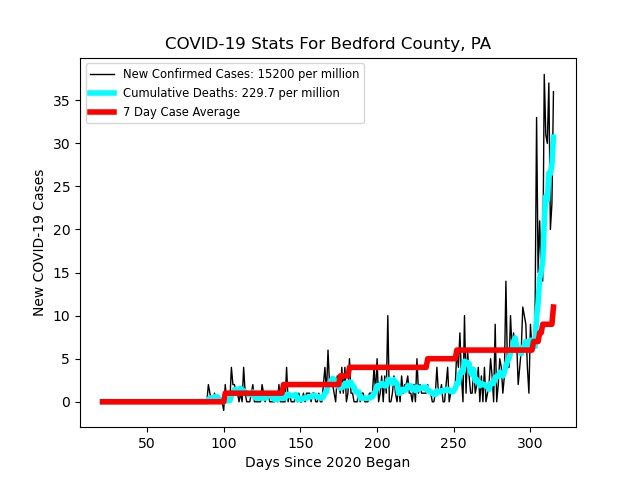 COVID-19 Stats For Bedford County, PA
New Confirmed Cases: 15200 per million
Cumulative Deaths: 229.7 per million
7 Day Case Average
New COVID-19 Cases
35
30
25
20
15
10
5
0
50
100
150
200
250
300
Days Since 2020 Began